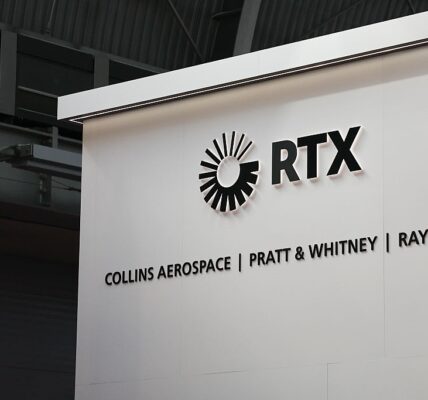 RTX
COLLINS AEROSPACE | PRATT & WHITNEY | RAY